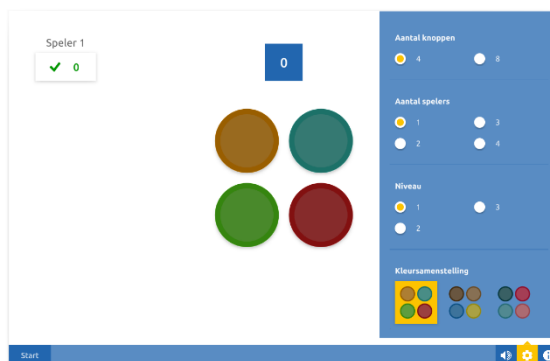 Speler 1
0
0
Aantal knoppen
4 8
Aantal spelers
1 3
2 4
Niveau
1 3
2
Kleursamenstelling
Start